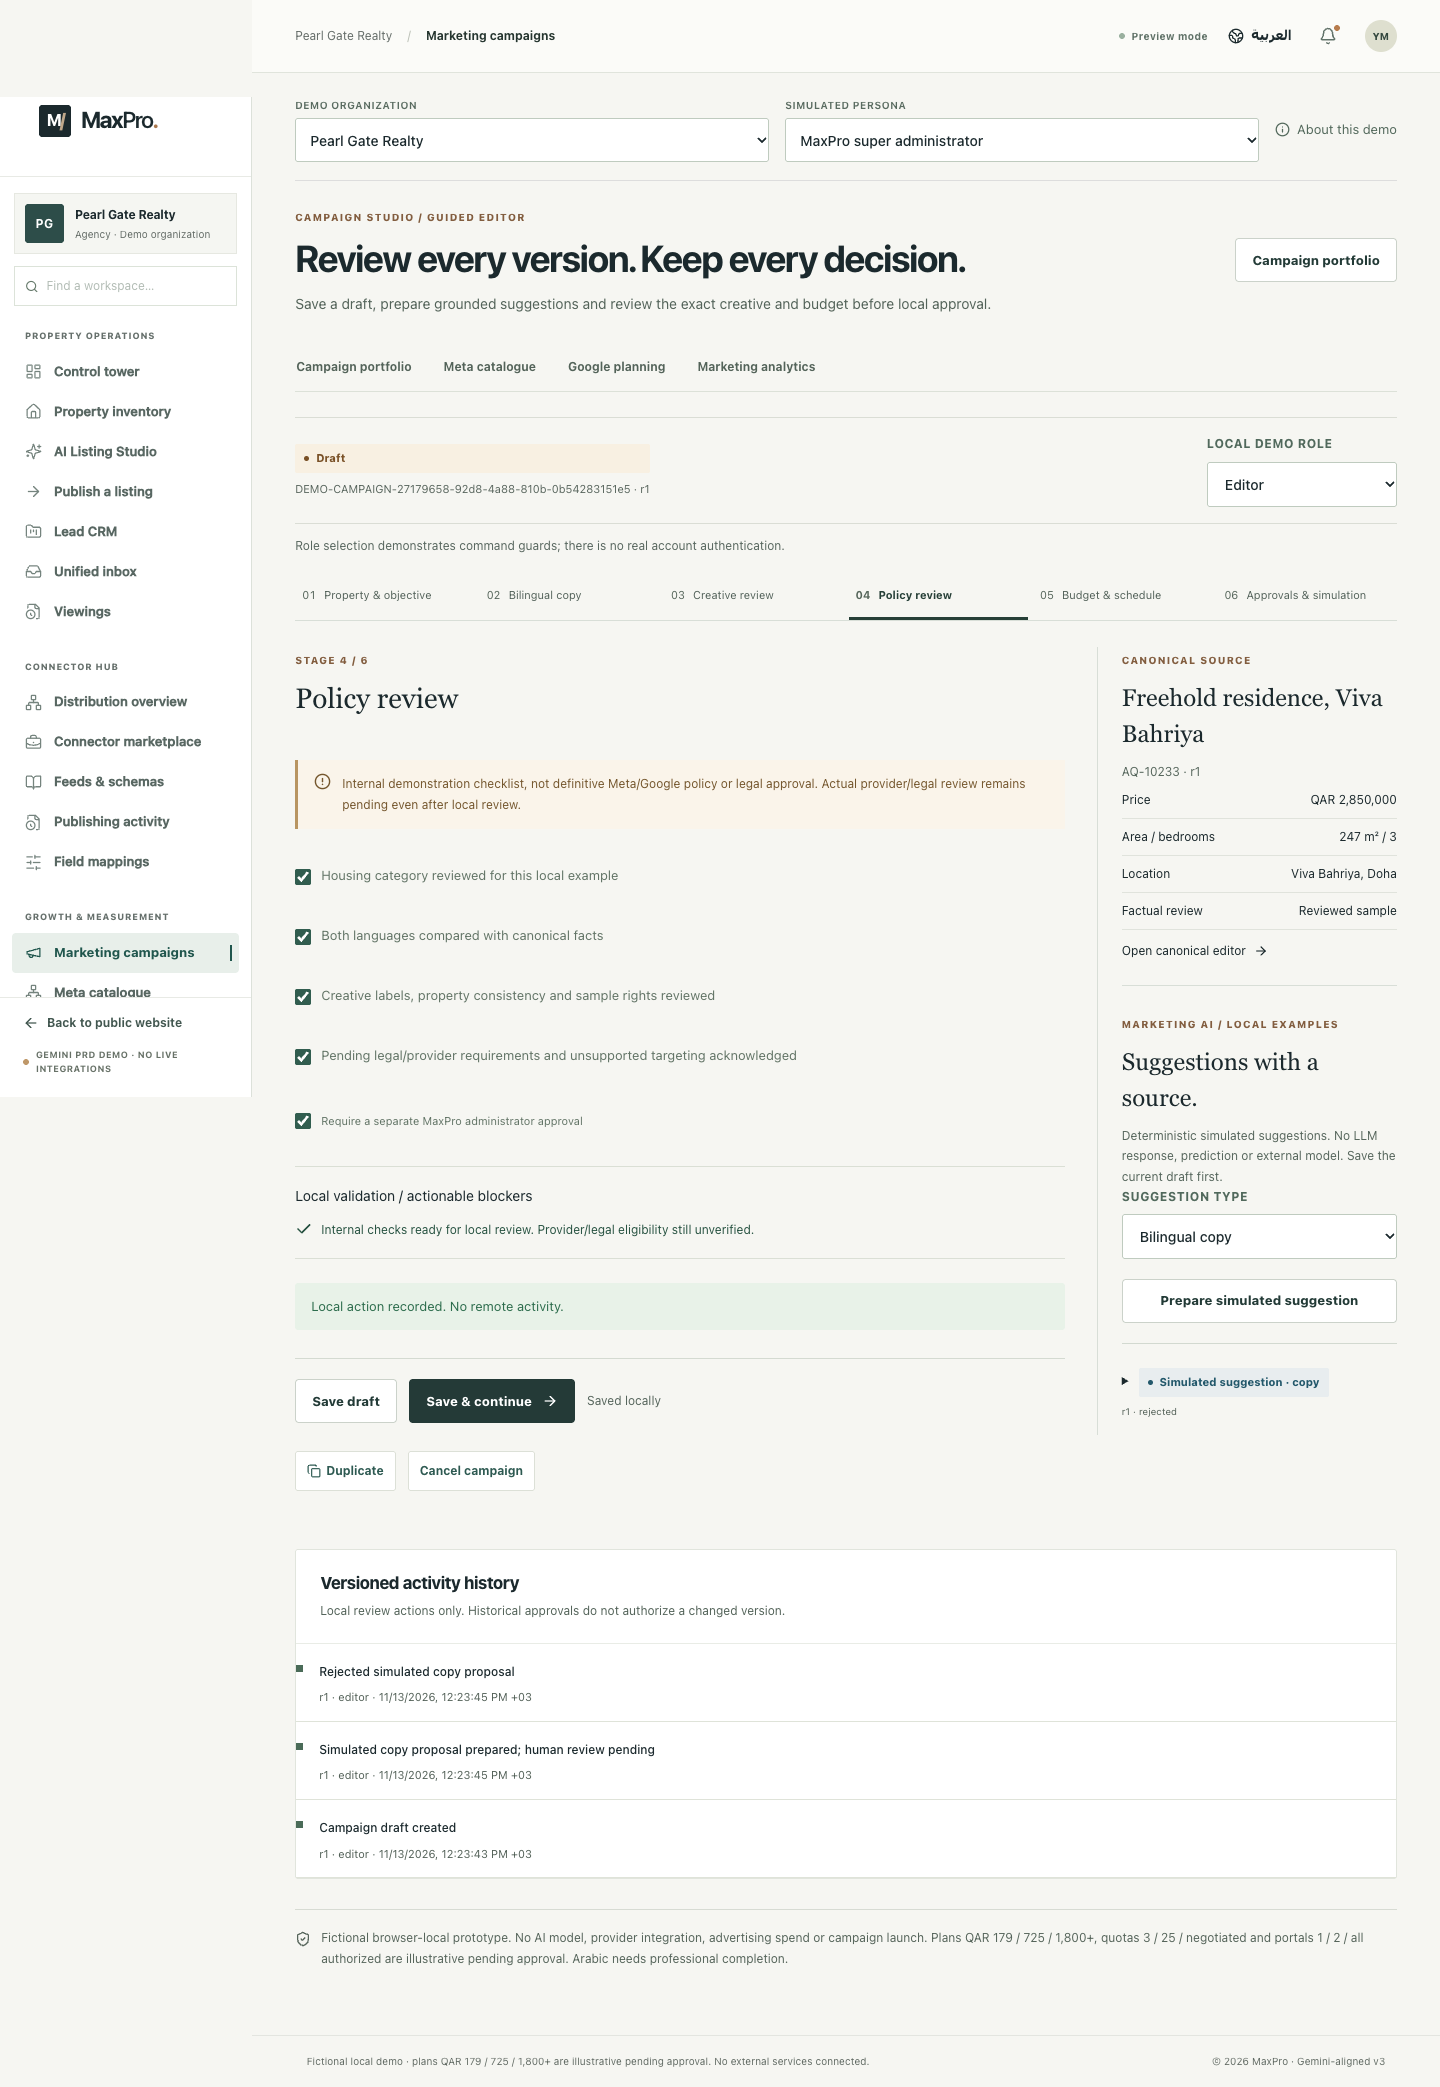 Pearl Gate Realty / Marketing campaigns
Preview mode
العربية
YM
M/ MaxPro.
PG
Pearl Gate Realty
Agency · Demo organization
Find a workspace...
PROPERTY OPERATIONS
Control tower
Property inventory
AI Listing Studio
Publish a listing
Lead CRM
Unified inbox
Viewings
CONNECTOR HUB
Distribution overview
Connector marketplace
Feeds & schemas
Publishing activity
Field mappings
GROWTH & MEASUREMENT
Marketing campaigns
Meta catalogue
Back to public website
GEMINI PRD DEMO · NO LIVE
INTEGRATIONS
DEMO ORGANIZATION
Pearl Gate Realty
SIMULATED PERSONA
MaxPro super administrator
About this demo
CAMPAIGN STUDIO / GUIDED EDITOR
Review every version. Keep every decision.
Save a draft, prepare grounded suggestions and review the exact creative and budget before local approval.
Campaign portfolio
Campaign portfolio
Meta catalogue
Google planning
Marketing analytics
Draft
DEMO-CAMPAIGN-27179658-92d8-4a88-810b-0b54283151e5 · r1
LOCAL DEMO ROLE
Editor
Role selection demonstrates command guards; there is no real account authentication.
01 Property & objective
02 Bilingual copy
03 Creative review
04 Policy review
05 Budget & schedule
06 Approvals & simulation
STAGE 4 / 6
Policy review
Internal demonstration checklist, not definitive Meta/Google policy or legal approval. Actual provider/legal review remains
pending even after local review.
Housing category reviewed for this local example
Both languages compared with canonical facts
Creative labels, property consistency and sample rights reviewed
Pending legal/provider requirements and unsupported targeting acknowledged
Require a separate MaxPro administrator approval
Local validation / actionable blockers
Internal checks ready for local review. Provider/legal eligibility still unverified.
Local action recorded. No remote activity.
Save draft
Save & continue
Saved locally
Duplicate
Cancel campaign
CANONICAL SOURCE
Freehold residence, Viva
Bahriya
AQ-10233 · r1
Price QAR 2,850,000
Area / bedrooms 247 m² / 3
Location Viva Bahriya, Doha
Factual review Reviewed sample
Open canonical editor
MARKETING AI / LOCAL EXAMPLES
Suggestions with a
source.
Deterministic simulated suggestions. No LLM
response, prediction or external model. Save the
current draft first.
SUGGESTION TYPE
Bilingual copy
Prepare simulated suggestion
Simulated suggestion · copy
r1 · rejected
Versioned activity history
Local review actions only. Historical approvals do not authorize a changed version.
Rejected simulated copy proposal
r1 · editor · 11/13/2026, 12:23:45 PM +03
Simulated copy proposal prepared; human review pending
r1 · editor · 11/13/2026, 12:23:45 PM +03
Campaign draft created
r1 · editor · 11/13/2026, 12:23:43 PM +03
Fictional browser-local prototype. No AI model, provider integration, advertising spend or campaign launch. Plans QAR 179 / 725 / 1,800+, quotas 3 / 25 / negotiated and portals 1 / 2 / all
authorized are illustrative pending approval. Arabic needs professional completion.
Fictional local demo · plans QAR 179 / 725 / 1,800+ are illustrative pending approval. No external services connected.
© 2026 MaxPro · Gemini-aligned v3